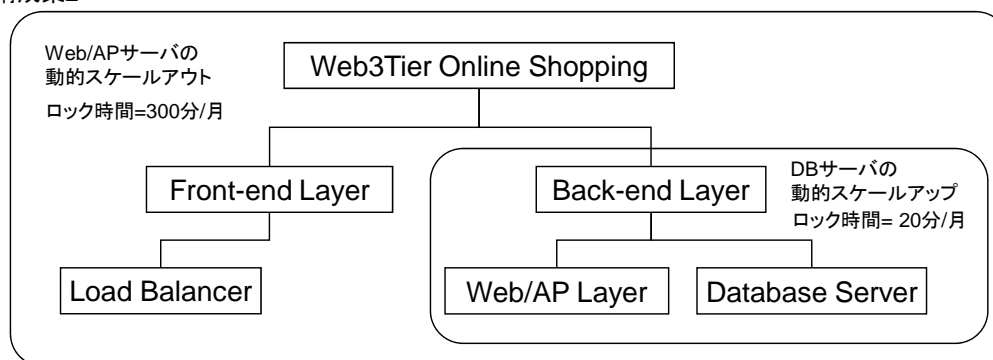 Web/APサーバの
動的スケールアウト
ロック時間=300分/月
Web3Tier Online Shopping
Front-end Layer
Back-end Layer
DBサーバの
動的スケールアップ
ロック時間= 20分/月
Load Balancer
Web/AP Layer
Database Server